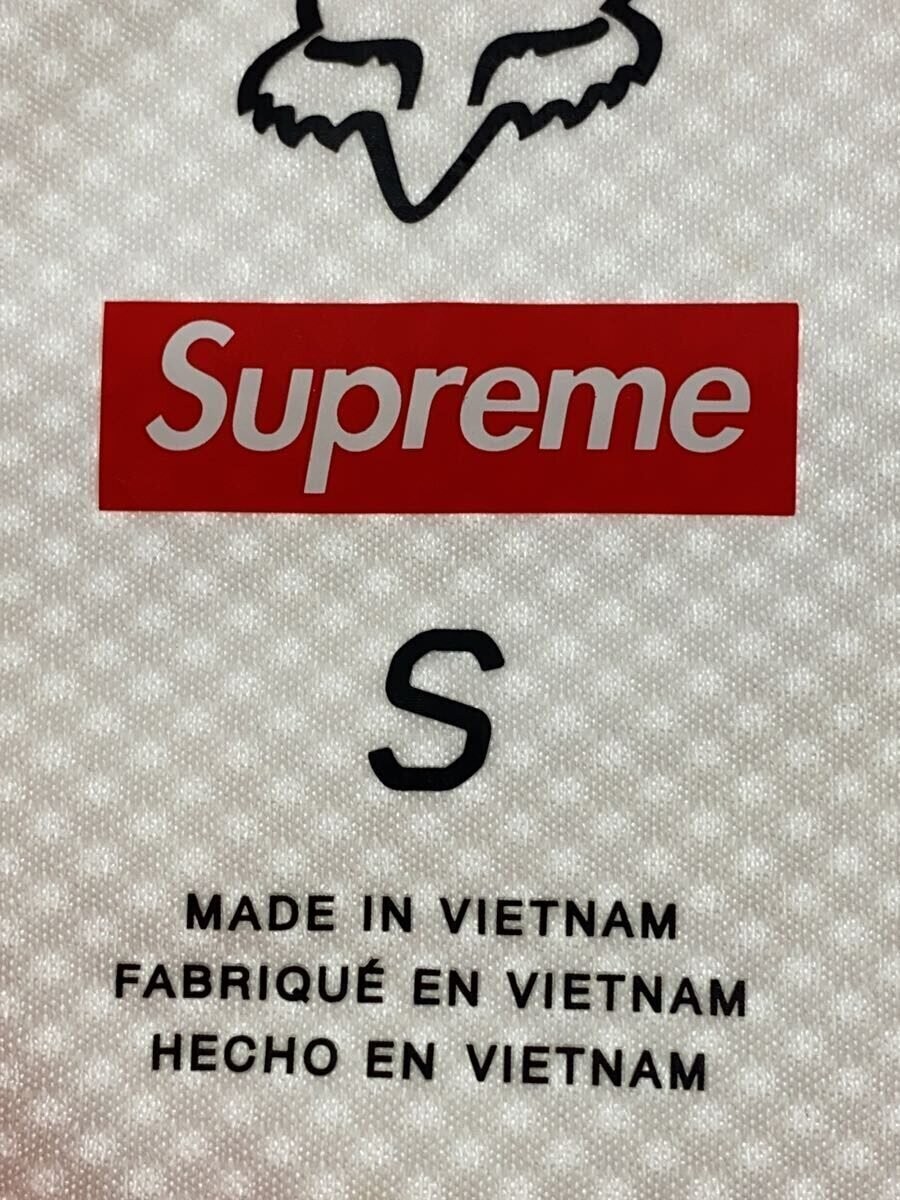 Supreme
S
MADE IN VIETNAM
FABRIQUÉ EN VIETNAM
HECHO EN VIETNAM